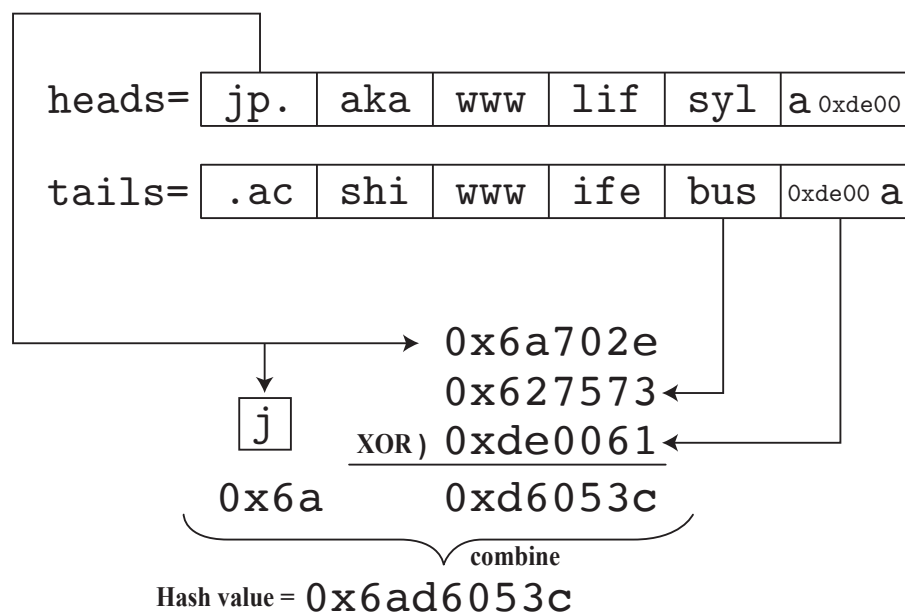 heads= jp. aka www lif syl a 0xde00
tails= .ac shi www ife bus 0xde00 a
0x6a702e
0x627573
j XOR ) 0xde0061
0x6a 0xd6053c
combine
Hash value = 0x6ad6053c